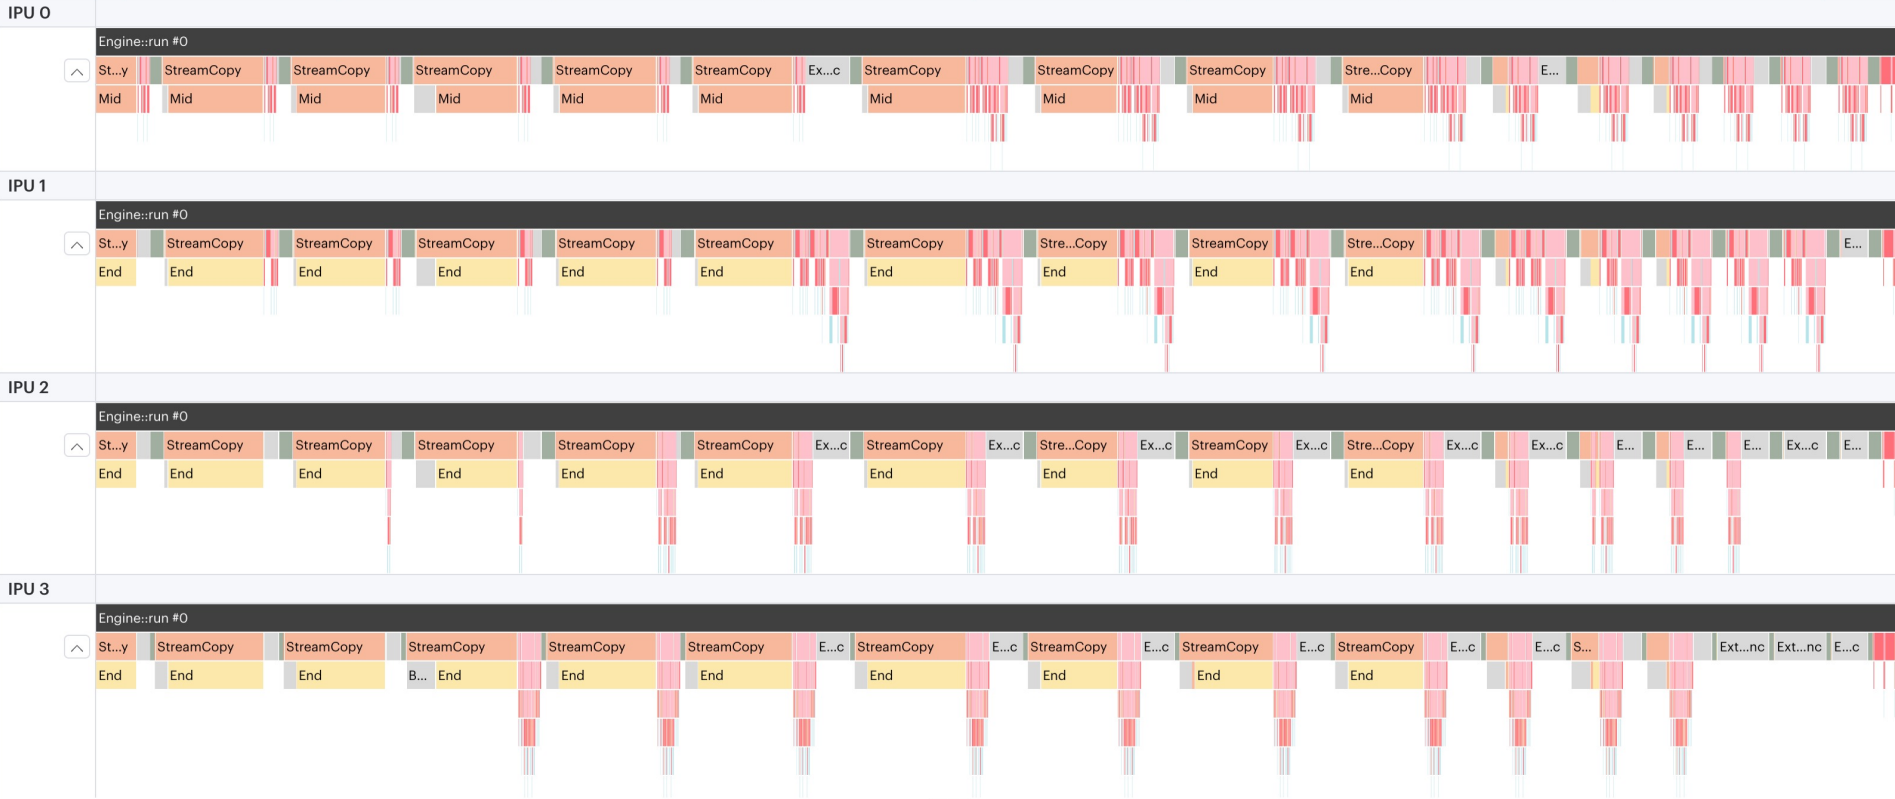 IPU 0
Engine::run #0
St...y StreamCopy StreamCopy StreamCopy StreamCopy StreamCopy Ex...c StreamCopy StreamCopy StreamCopy Stre...Copy E...
Mid Mid Mid Mid Mid Mid Mid Mid Mid Mid
IPU 1
Engine::run #0
St...y StreamCopy StreamCopy StreamCopy StreamCopy StreamCopy StreamCopy Stre...Copy StreamCopy Stre...Copy E...
End End End End End End End End End End
IPU 2
Engine::run #0
St...y StreamCopy StreamCopy StreamCopy StreamCopy StreamCopy Ex...c StreamCopy Ex...c Stre...Copy Ex...c StreamCopy Ex...c Stre...Copy Ex...c Ex...c E... E... E... Ex...c E...
End End End End End End End End End End
IPU 3
Engine::run #0
St...y StreamCopy StreamCopy StreamCopy StreamCopy StreamCopy E...c StreamCopy E...c StreamCopy E...c StreamCopy E...c StreamCopy E...c E...c S... Ext...nc Ext...nc E...c
End End End B... End End End End End End End